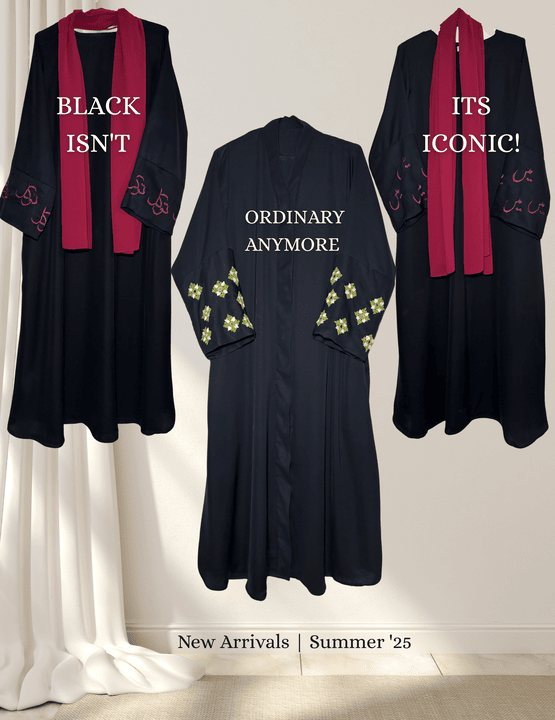 BLACK
ISN'T
ORDINARY
ANYMORE
ITS
ICONIC!
New Arrivals | Summer '25